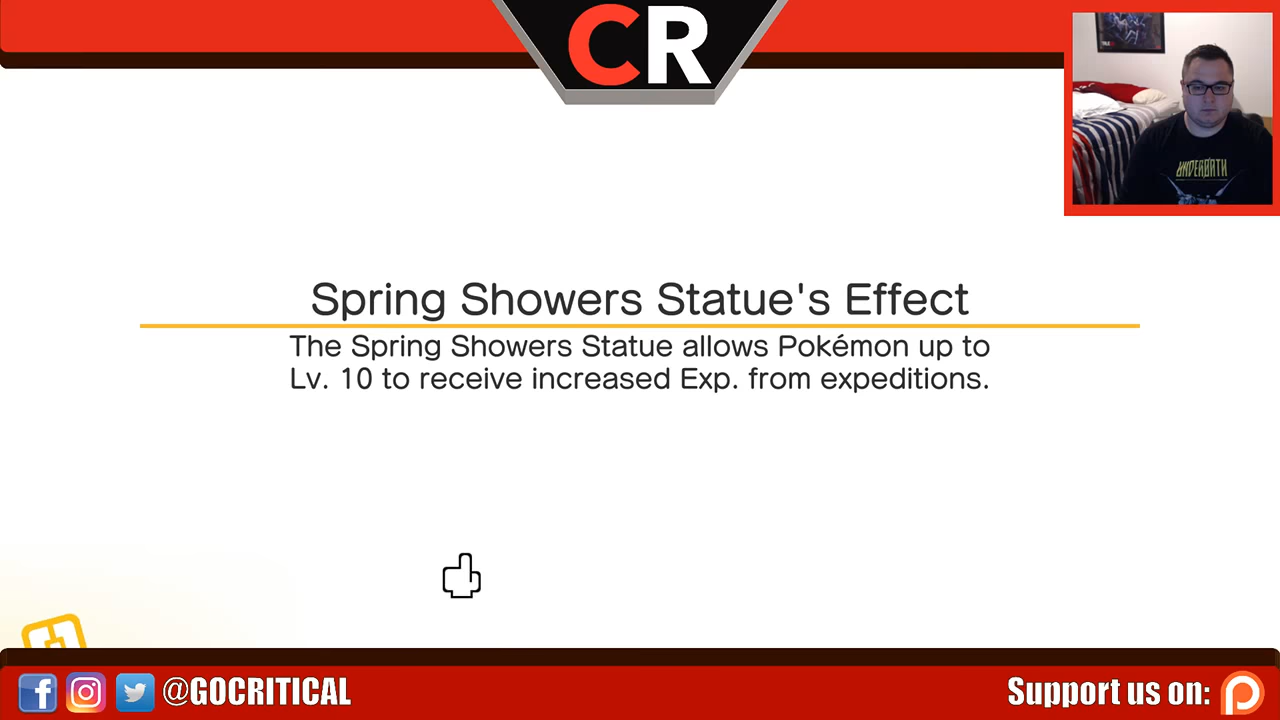 CR
UNDEROATH
Spring Showers Statue's Effect
The Spring Showers Statue allows Pokémon up to
Lv. 10 to receive increased Exp. from expeditions.
@GOCRITICAL
Support us on: